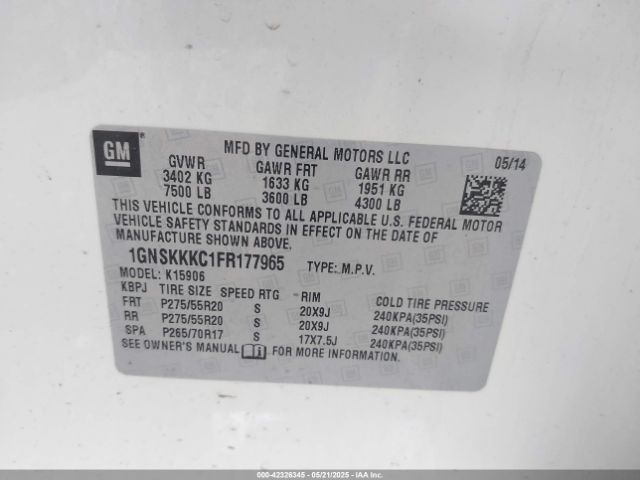 GM
MFD BY GENERAL MOTORS LLC
05/14
GVWR GAWR FRT GAWR RR
3402 KG 1633 KG 1951 KG
7500 LB 3600 LB 4300 LB
THIS VEHICLE CONFORMS TO ALL APPLICABLE U.S. FEDERAL MOTOR
VEHICLE SAFETY STANDARDS IN EFFECT ON THE DATE OF
MANUFACTURE SHOWN ABOVE.
1GNSKKKC1FR177965 TYPE: M.P.V.
MODEL: K15906
KBPJ TIRE SIZE SPEED RTG RIM COLD TIRE PRESSURE
FRT P275/55R20 S 20X9J 240KPA(35PSI)
RR P275/55R20 S 20X9J 240KPA(35PSI)
SPA P265/70R17 S 17X7.5J 240KPA(35PSI)
SEE OWNER'S MANUAL FOR MORE INFORMATION.
© 000-42326345 - 05/21/2025 - IAAI.COM